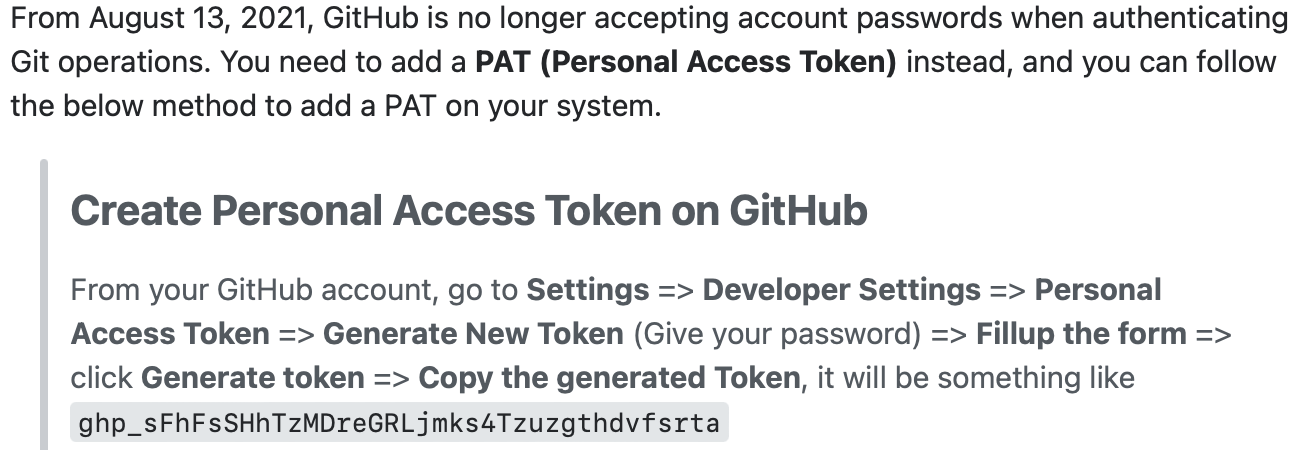 From August 13, 2021, GitHub is no longer accepting account passwords when authenticating
Git operations. You need to add a PAT (Personal Access Token) instead, and you can follow
the below method to add a PAT on your system.
Create Personal Access Token on GitHub
From your GitHub account, go to Settings => Developer Settings => Personal
Access Token => Generate New Token (Give your password) => Fillup the form =>
click Generate token => Copy the generated Token, it will be something like
ghp_sFhFsSHhTzMDreGRLjmks4Tzuzgthdvfsrta